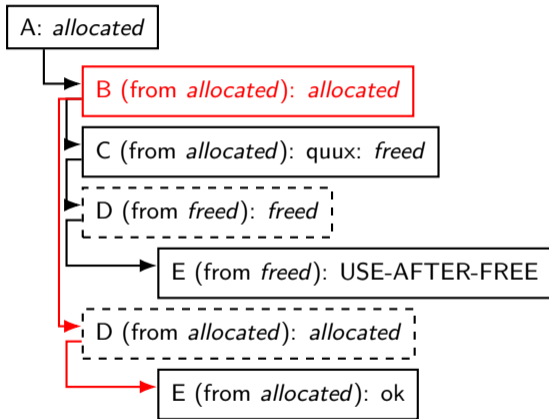 A: allocated
B (from allocated): allocated
C (from allocated): quux: freed
D (from freed): freed
E (from freed): USE-AFTER-FREE
D (from allocated): allocated
E (from allocated): ok